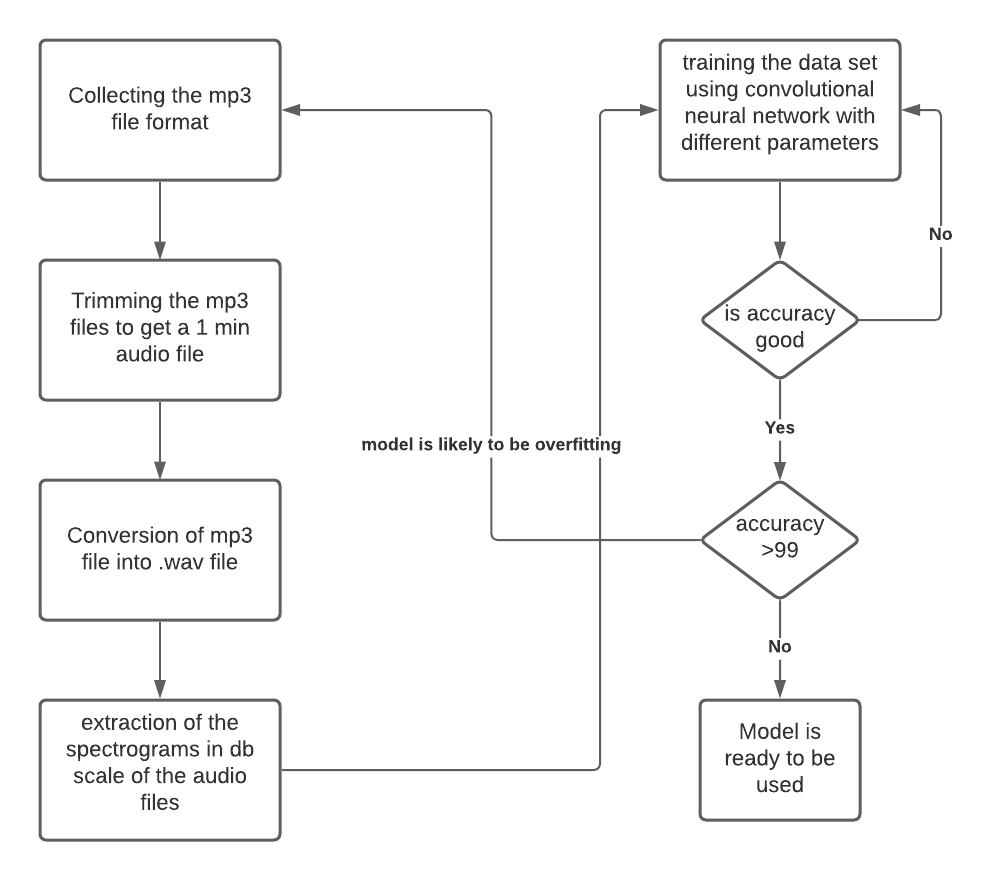 Collecting the mp3
file format
Trimming the mp3
files to get a 1 min
audio file
Conversion of mp3
file into .wav file
extraction of the
spectrograms in db
scale of the audio
files
model is likely to be overfitting
training the data set
using convolutional
neural network with
different parameters
No
is accuracy
good
Yes
accuracy
>99
No
Model is
ready to be
used